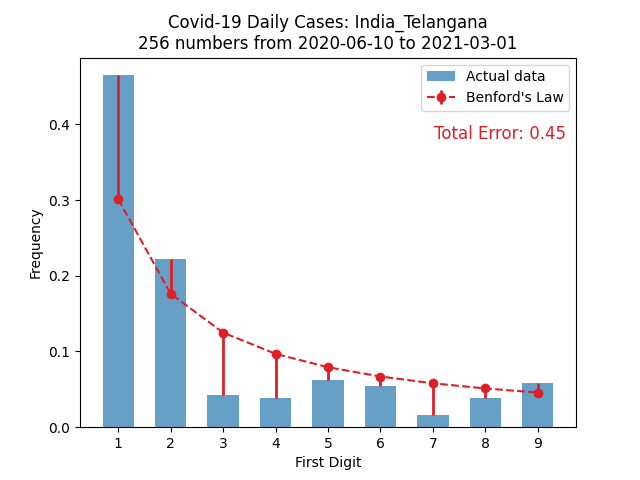 Covid-19 Daily Cases: India_Telangana
256 numbers from 2020-06-10 to 2021-03-01
Actual data
Benford's Law
Total Error: 0.45
Frequency
0.4
0.3
0.2
0.1
0.0
1 2 3 4 5 6 7 8 9
First Digit